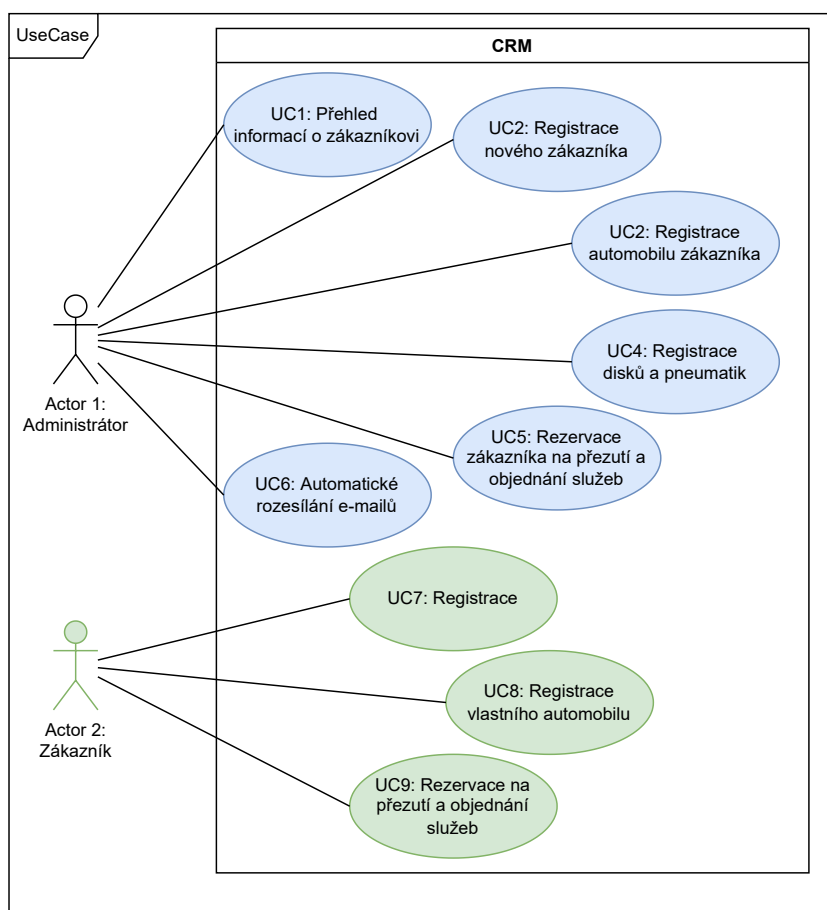 UseCase
CRM
UC1: Přehled
informací o zákazníkovi
UC2: Registrace
nového zákazníka
UC2: Registrace
automobilu zákazníka
UC4: Registrace
disků a pneumatik
Actor 1:
Administrátor
UC5: Rezervace
zákazníka na přezutí a
objednání služeb
UC6: Automatické
rozesílání e-mailů
UC7: Registrace
UC8: Registrace
vlastního automobilu
Actor 2:
Zákazník
UC9: Rezervace na
přezutí a objednání
služeb